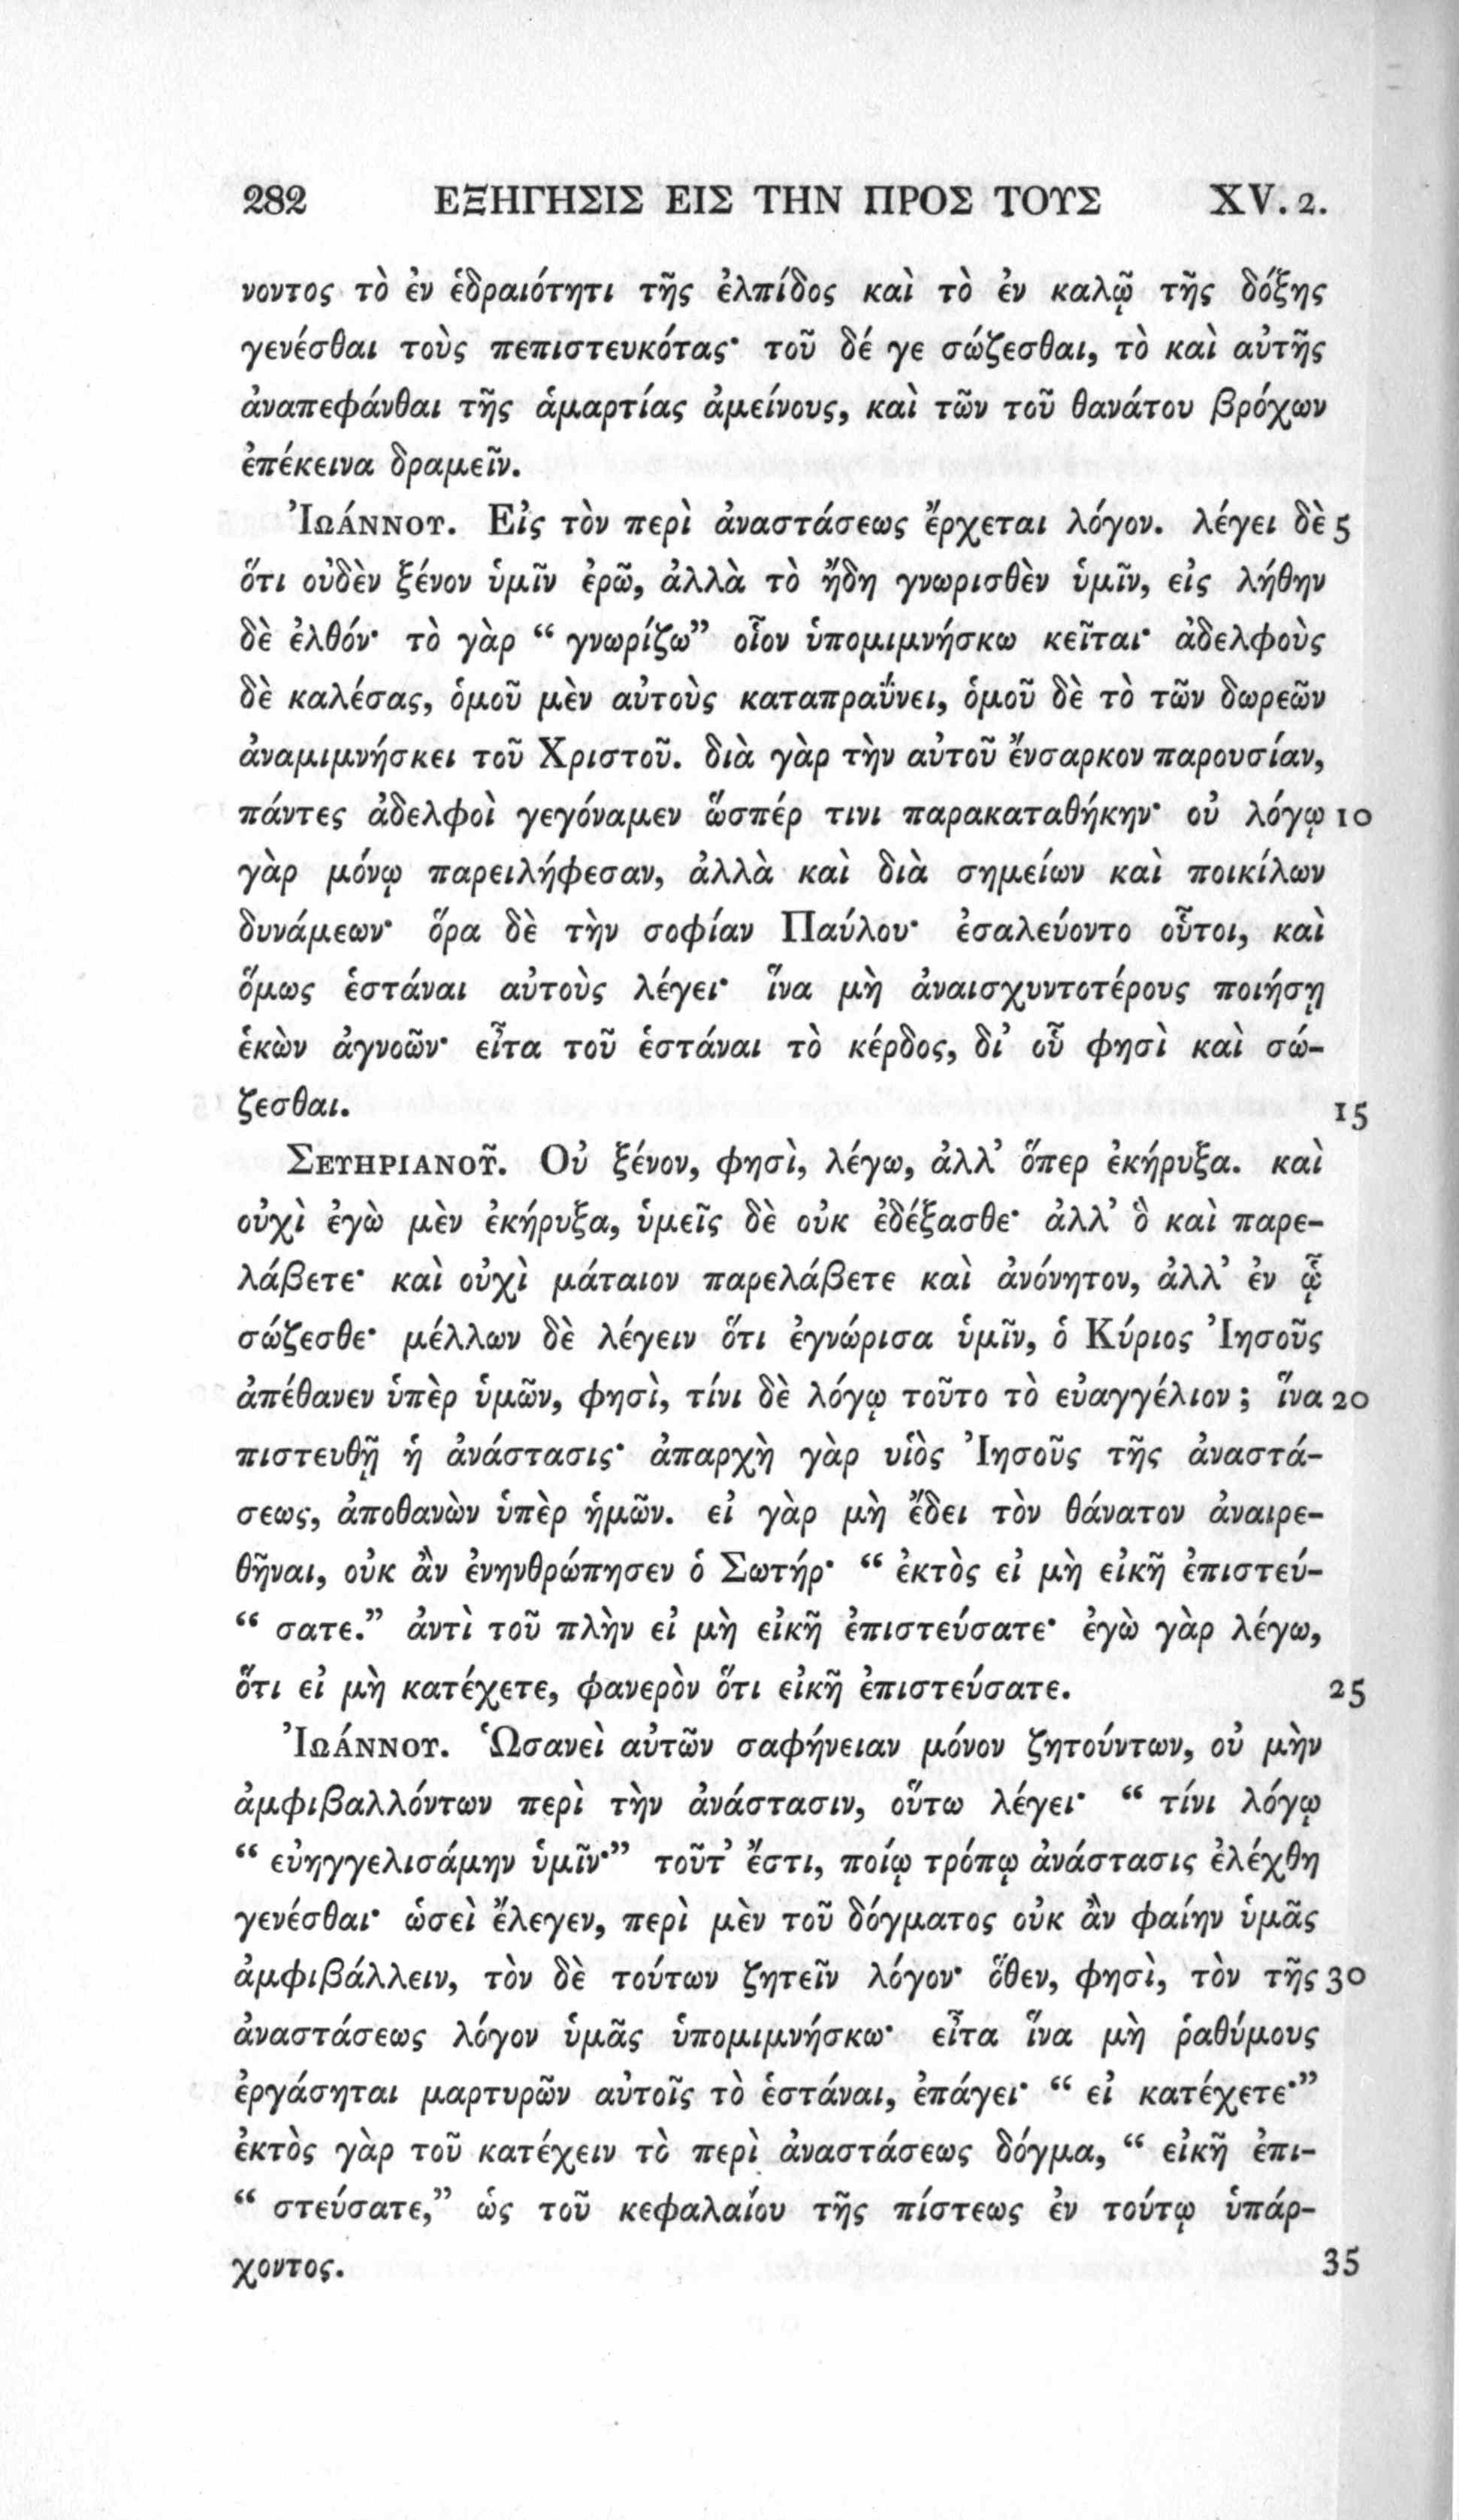 282 ΕΞΗΓΗΣΙΣ ΕΙΣ ΤΗΝ ΠΡΟΣ ΤΟΥΣ XV. 2.
νοντος τὸ ἐν ἑδραιότητι τῆς ἐλπίδος καὶ τὸ ἐν καλῷ τῆς δόξης
γενέσθαι τοὺς πεπιστευκότας· τοῦ δέ γε σώζεσθαι, τὸ καὶ αὐτῆς
ἀναπεφάνθαι τῆς ἁμαρτίας ἀμείνους, καὶ τῶν τοῦ θανάτου βρόχων
ἐπέκεινα δραμεῖν.
Ἰωάννου. Εἰς τὸν περὶ ἀναστάσεως ἔρχεται λόγον. λέγει δὲ 5
ὅτι οὐδὲν ξένον ὑμῖν ἐρῶ, ἀλλὰ τὸ ἤδη γνωρισθὲν ὑμῖν, εἰς λήθην
δὲ ἐλθόν· τὸ γὰρ “ γνωρίζω” οἷον ὑπομιμνήσκω κεῖται· ἀδελφοὺς
δὲ καλέσας, ὁμοῦ μὲν αὐτοὺς καταπραΰνει, ὁμοῦ δὲ τὸ τῶν δωρεῶν
ἀναμιμνήσκει τοῦ Χριστοῦ. διὰ γὰρ τὴν αὐτοῦ ἔνσαρκον παρουσίαν,
πάντες ἀδελφοὶ γεγόναμεν ὥσπέρ τινι παρακαταθήκην· οὐ λόγῳ 10
γὰρ μόνῳ παρειλήφεσαν, ἀλλὰ καὶ διὰ σημείων καὶ ποικίλων
δυνάμεων· ὅρα δὲ τὴν σοφίαν Παύλου· ἐσαλεύοντο οὗτοι, καὶ
ὅμως ἑστάναι αὐτοὺς λέγει· ἵνα μὴ ἀναισχυντοτέρους ποιήσῃ
ἑκὼν ἀγνοῶν· εἶτα τοῦ ἑστάναι τὸ κέρδος, δι᾽ οὗ φησὶ καὶ σώ-
ζεσθαι. 15
Σευηριανοῦ. Οὐ ξένον, φησὶ, λέγω, ἀλλ᾽ ὅπερ ἐκήρυξα. καὶ
οὐχὶ ἐγὼ μὲν ἐκήρυξα, ὑμεῖς δὲ οὐκ ἐδέξασθε· ἀλλ᾽ ὃ καὶ παρε-
λάβετε· καὶ οὐχὶ μάταιον παρελάβετε καὶ ἀνόνητον, ἀλλ᾽ ἐν ᾧ
σώζεσθε· μέλλων δὲ λέγειν ὅτι ἐγνώρισα ὑμῖν, ὁ Κύριος Ἰησοῦς
ἀπέθανεν ὑπὲρ ὑμῶν, φησὶ, τίνι δὲ λόγῳ τοῦτο τὸ εὐαγγέλιον ; ἵνα 20
πιστευθῇ ἡ ἀνάστασις· ἀπαρχὴ γὰρ υἱὸς Ἰησοῦς τῆς ἀναστά-
σεως, ἀποθανὼν ὑπὲρ ἡμῶν. εἰ γὰρ μὴ ἔδει τὸν θάνατον ἀναιρε-
θῆναι, οὐκ ἂν ἐνηνθρώπησεν ὁ Σωτήρ· “ ἐκτὸς εἰ μὴ εἰκῆ ἐπιστεύ-
“ σατε.” ἀντὶ τοῦ πλὴν εἰ μὴ εἰκῆ ἐπιστεύσατε· ἐγὼ γὰρ λέγω,
ὅτι εἰ μὴ κατέχετε, φανερὸν ὅτι εἰκῆ ἐπιστεύσατε. 25
Ἰωάννου. Ὡσανεὶ αὐτῶν σαφήνειαν μόνον ζητούντων, οὐ μὴν
ἀμφιβαλλόντων περὶ τὴν ἀνάστασιν, οὕτω λέγει· “ τίνι λόγῳ
“ εὐηγγελισάμην ὑμῖν·” τοῦτ᾽ ἔστι, ποίῳ τρόπῳ ἀνάστασις ἐλέχθη
γενέσθαι· ὡσεὶ ἔλεγεν, περὶ μὲν τοῦ δόγματος οὐκ ἂν φαίην ὑμᾶς
ἀμφιβάλλειν, τὸν δὲ τούτων ζητεῖν λόγον· ὅθεν, φησὶ, τὸν τῆς 30
ἀναστάσεως λόγον ὑμᾶς ὑπομιμνήσκω· εἶτα ἵνα μὴ ῥαθύμους
ἐργάσηται μαρτυρῶν αὐτοῖς τὸ ἑστάναι, ἐπάγει· “ εἰ κατέχετε·”
ἐκτὸς γὰρ τοῦ κατέχειν τὸ περὶ ἀναστάσεως δόγμα, “ εἰκῆ ἐπι-
“ στεύσατε,” ὡς τοῦ κεφαλαίου τῆς πίστεως ἐν τούτῳ ὑπάρ-
χοντος. 35